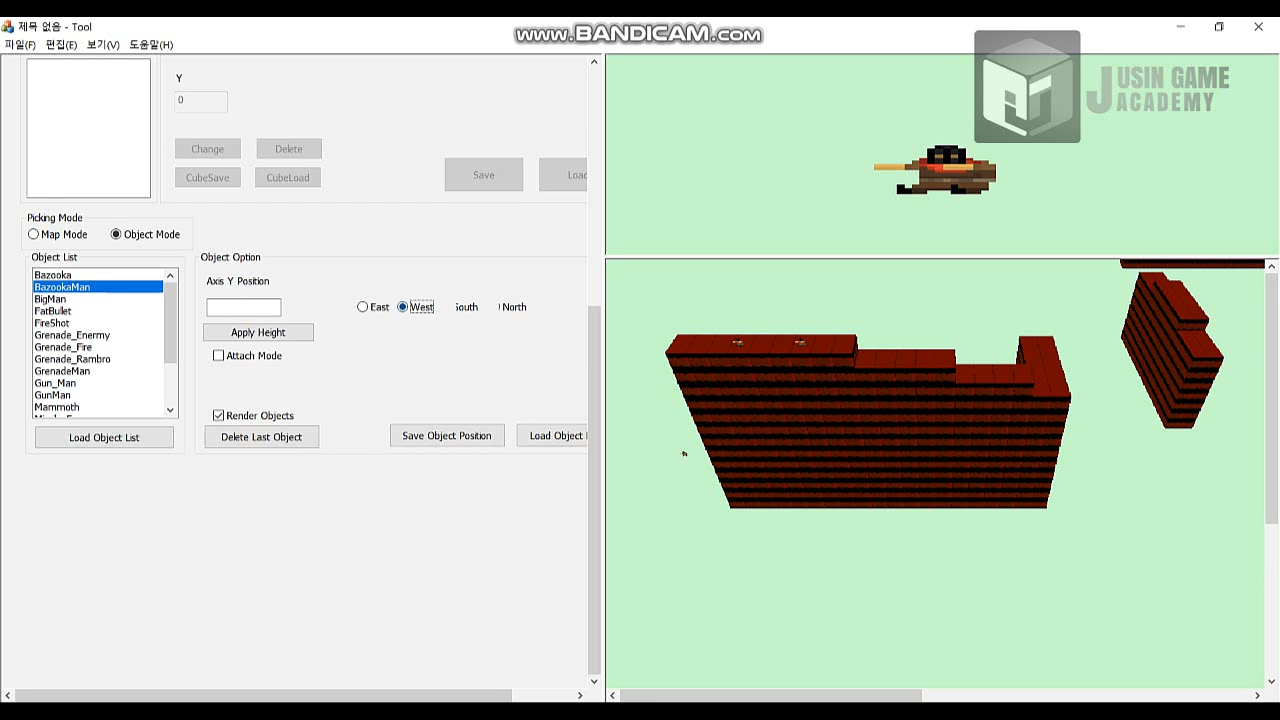 제목 없음 - Tool
www.BANDICAM.com
파일(F) 편집(E) 보기(V) 도움말(H)
JUSIN GAME
ACADEMY
Y
0
Change Delete
CubeSave CubeLoad
Save Loac
Picking Mode
Map Mode Object Mode
Object List
Bazooka
BazookaMan
BigMan
FatBullet
FireShot
Grenade_Enermy
Grenade_Fire
Grenade_Rambro
GrenadeMan
Gun_Man
GunMan
Mammoth
Load Object List
Object Option
Axis Y Position
East West South North
Apply Height
Attach Mode
Render Objects
Delete Last Object Save Object Position Load Object